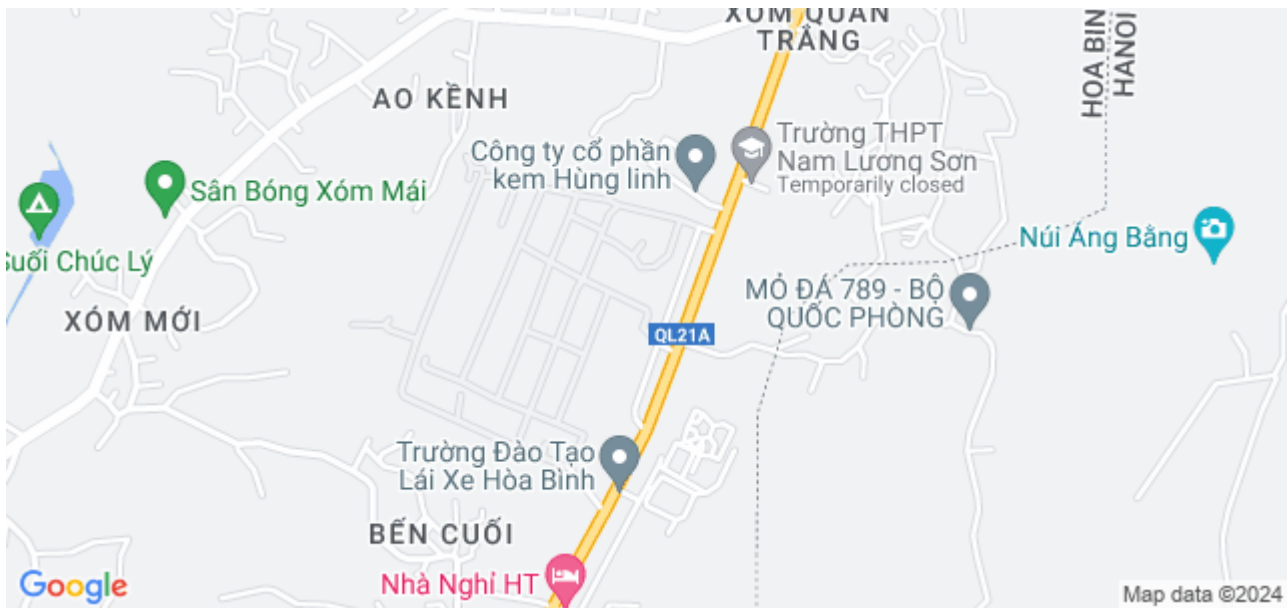 XÓM QUÁN
TRẮNG
HOA BIN
HANOI
AO KỀNH
Trường THPT
Nam Lương Sơn
Temporarily closed
Công ty cổ phần
kem Hùng linh
Sân Bóng Xóm Mái
Suối Chúc Lý
Núi Áng Bằng
MỎ ĐÁ 789 - BỘ
QUỐC PHÒNG
XÓM MỚI
QL21A
Trường Đào Tạo
Lái Xe Hòa Bình
BẾN CUỐI
Nhà Nghỉ HT
Google
Map data ©2024